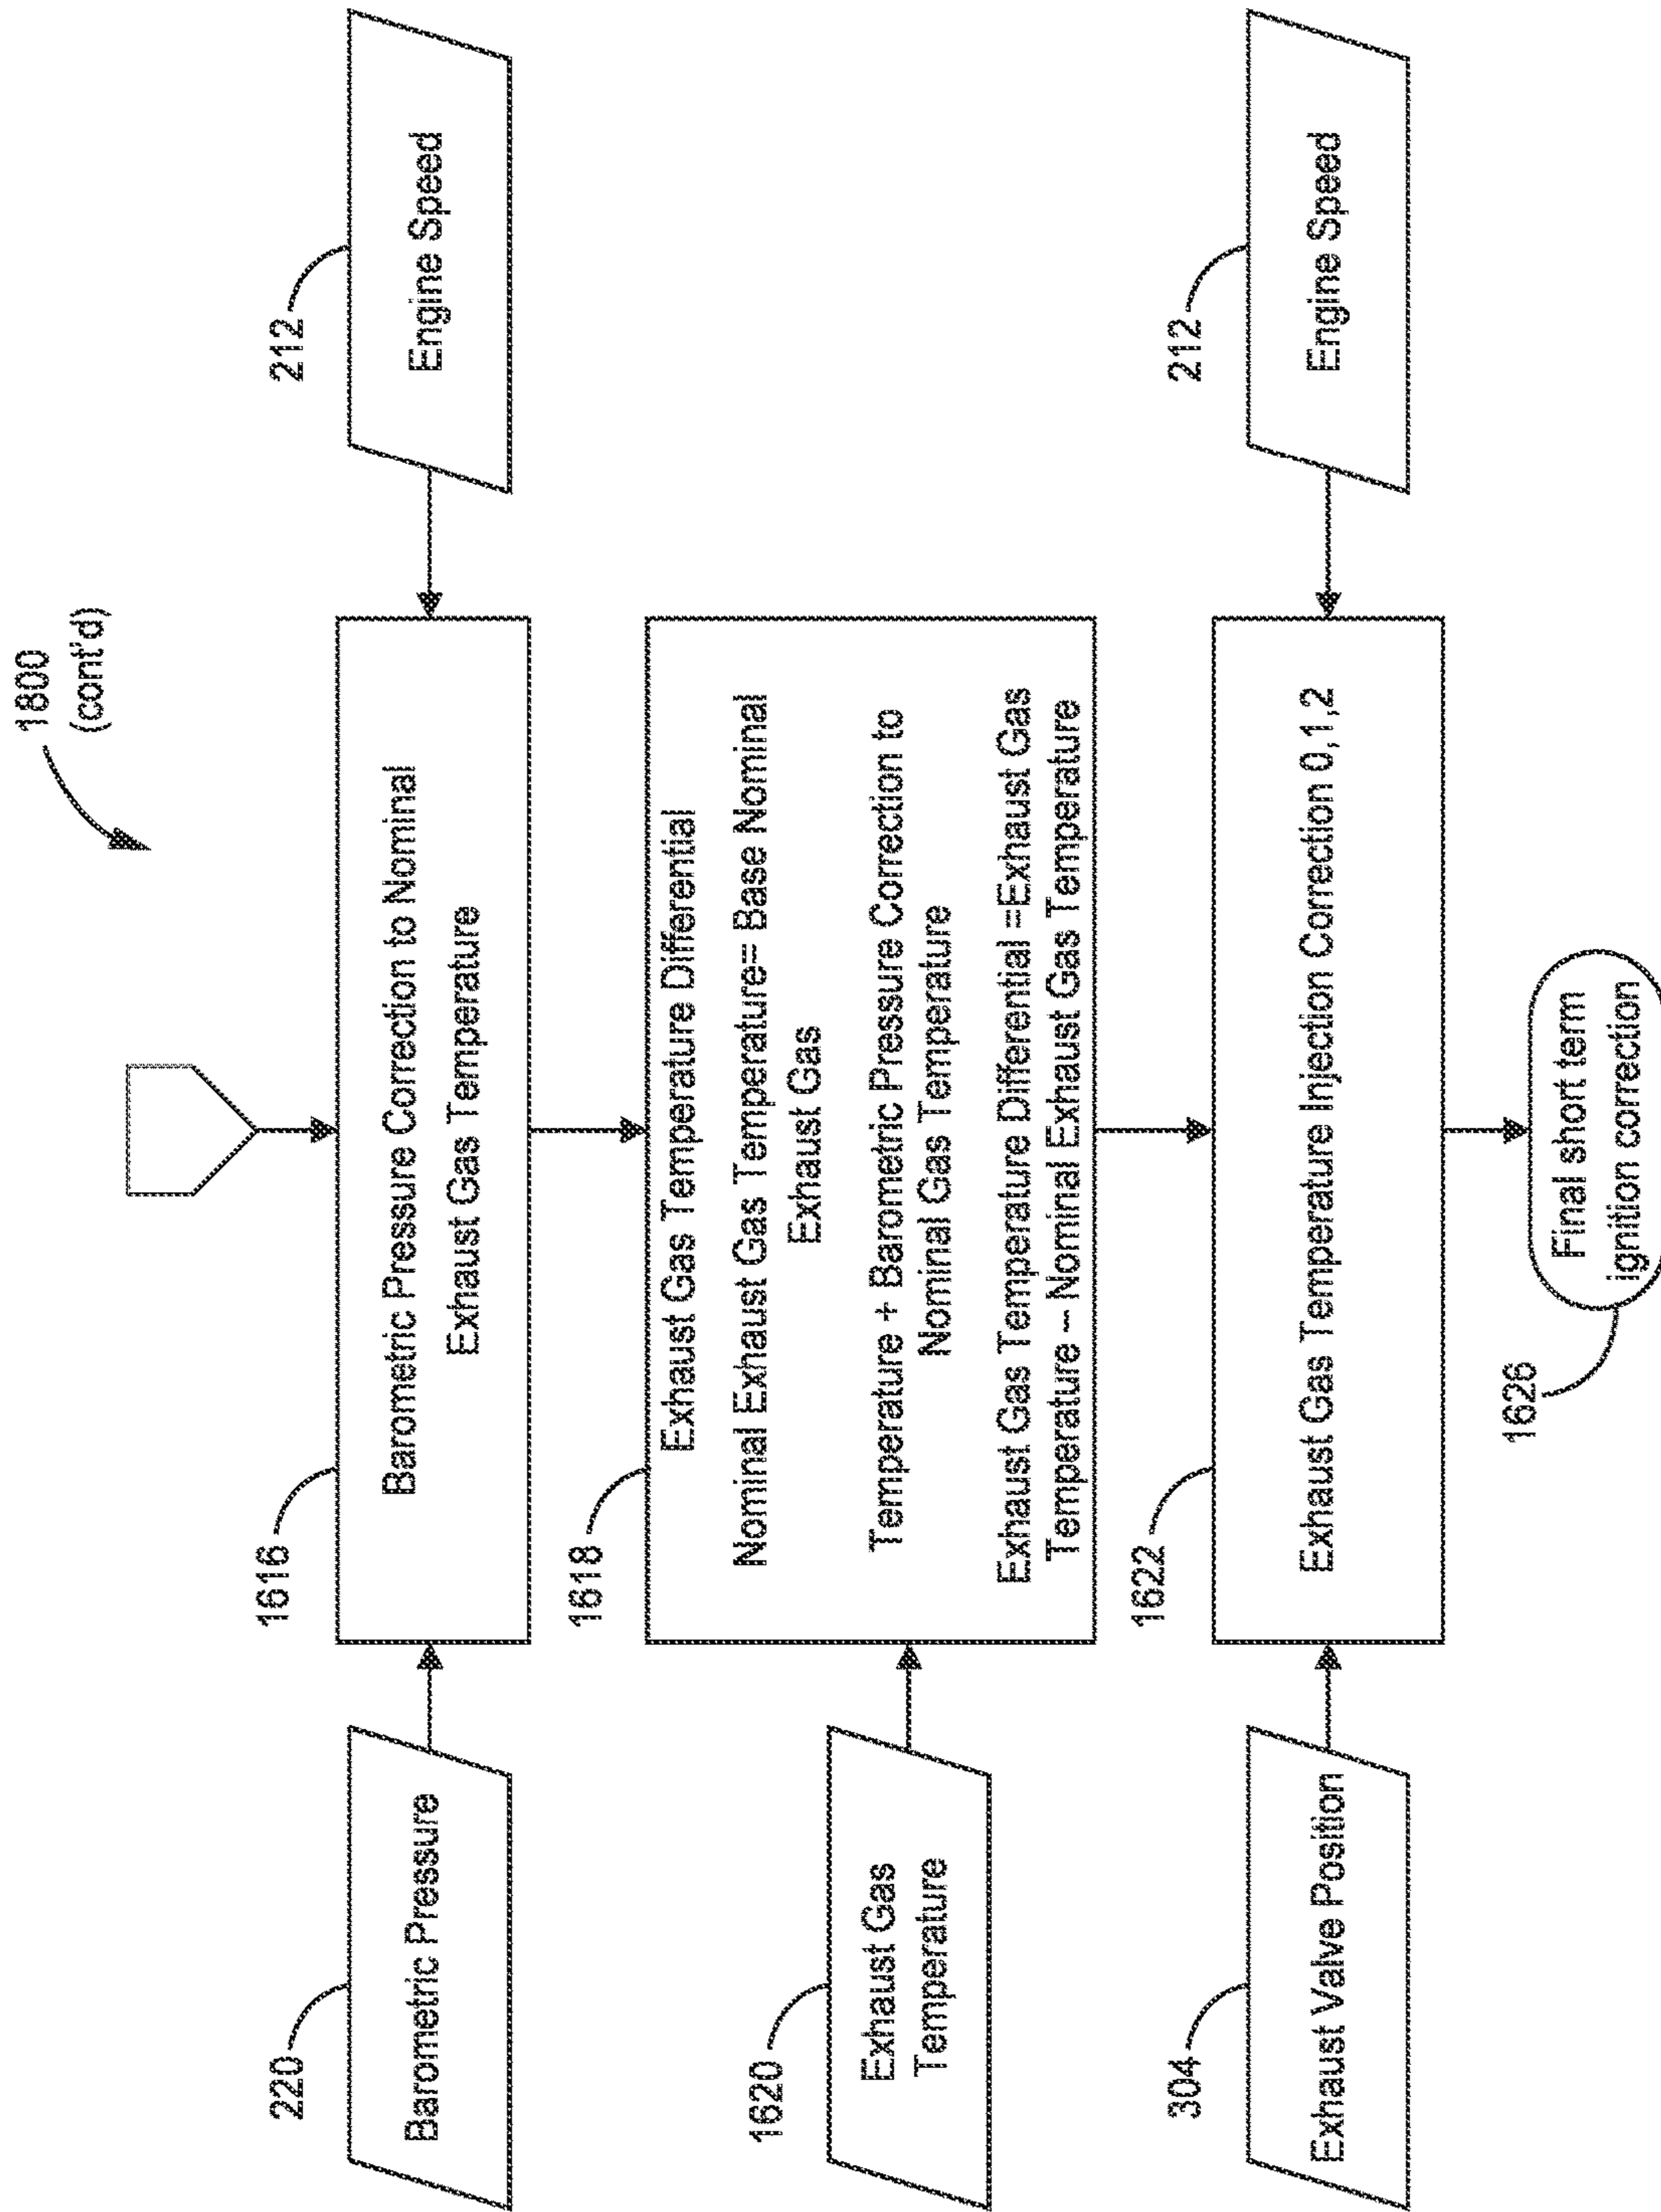 1800
(cont'd)
220
Barometric Pressure
1616
Barometric Pressure Correction to Nominal
Exhaust Gas Temperature
212
Engine Speed
1618
Exhaust Gas Temperature Differential
Nominal Exhaust Gas Temperature= Base Nominal
Exhaust Gas
Temperature + Barometric Pressure Correction to
Nominal Gas Temperature
Exhaust Gas Temperature Differential =Exhaust Gas
Temperature – Nominal Exhaust Gas Temperature
1620
Exhaust Gas
Temperature
304
Exhaust Valve Position
1622
Exhaust Gas Temperature Injection Correction 0,1,2
212
Engine Speed
1626
Final short term
ignition correction